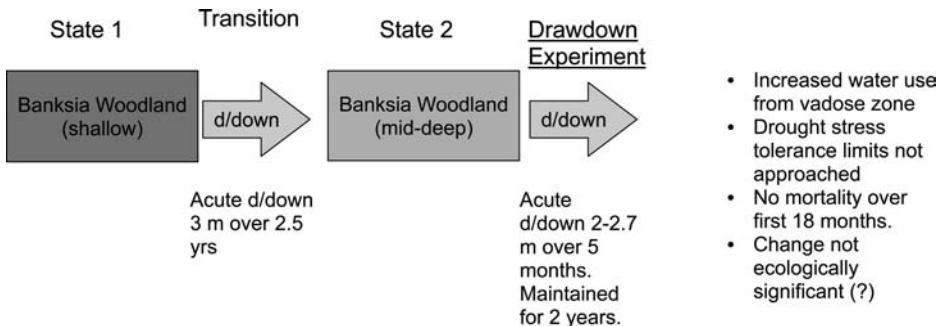 State 1
Transition
State 2
Drawdown
Experiment
Banksia Woodland
(shallow)
d/down
Banksia Woodland
(mid-deep)
d/down
Acute d/down
3 m over 2.5
yrs
Acute
d/down 2-2.7
m over 5
months.
Maintained
for 2 years.
• Increased water use
from vadose zone
• Drought stress
tolerance limits not
approached
• No mortality over
first 18 months.
• Change not
ecologically
significant (?)